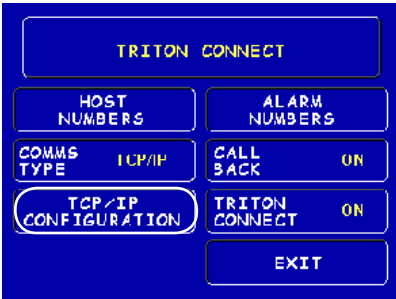 TRITON CONNECT
HOST
NUMBERS
ALARM
NUMBERS
COMMS
TYPE
TCP/IP
CALL
BACK
ON
TCP/IP
CONFIGURATION
TRITON
CONNECT
ON
EXIT